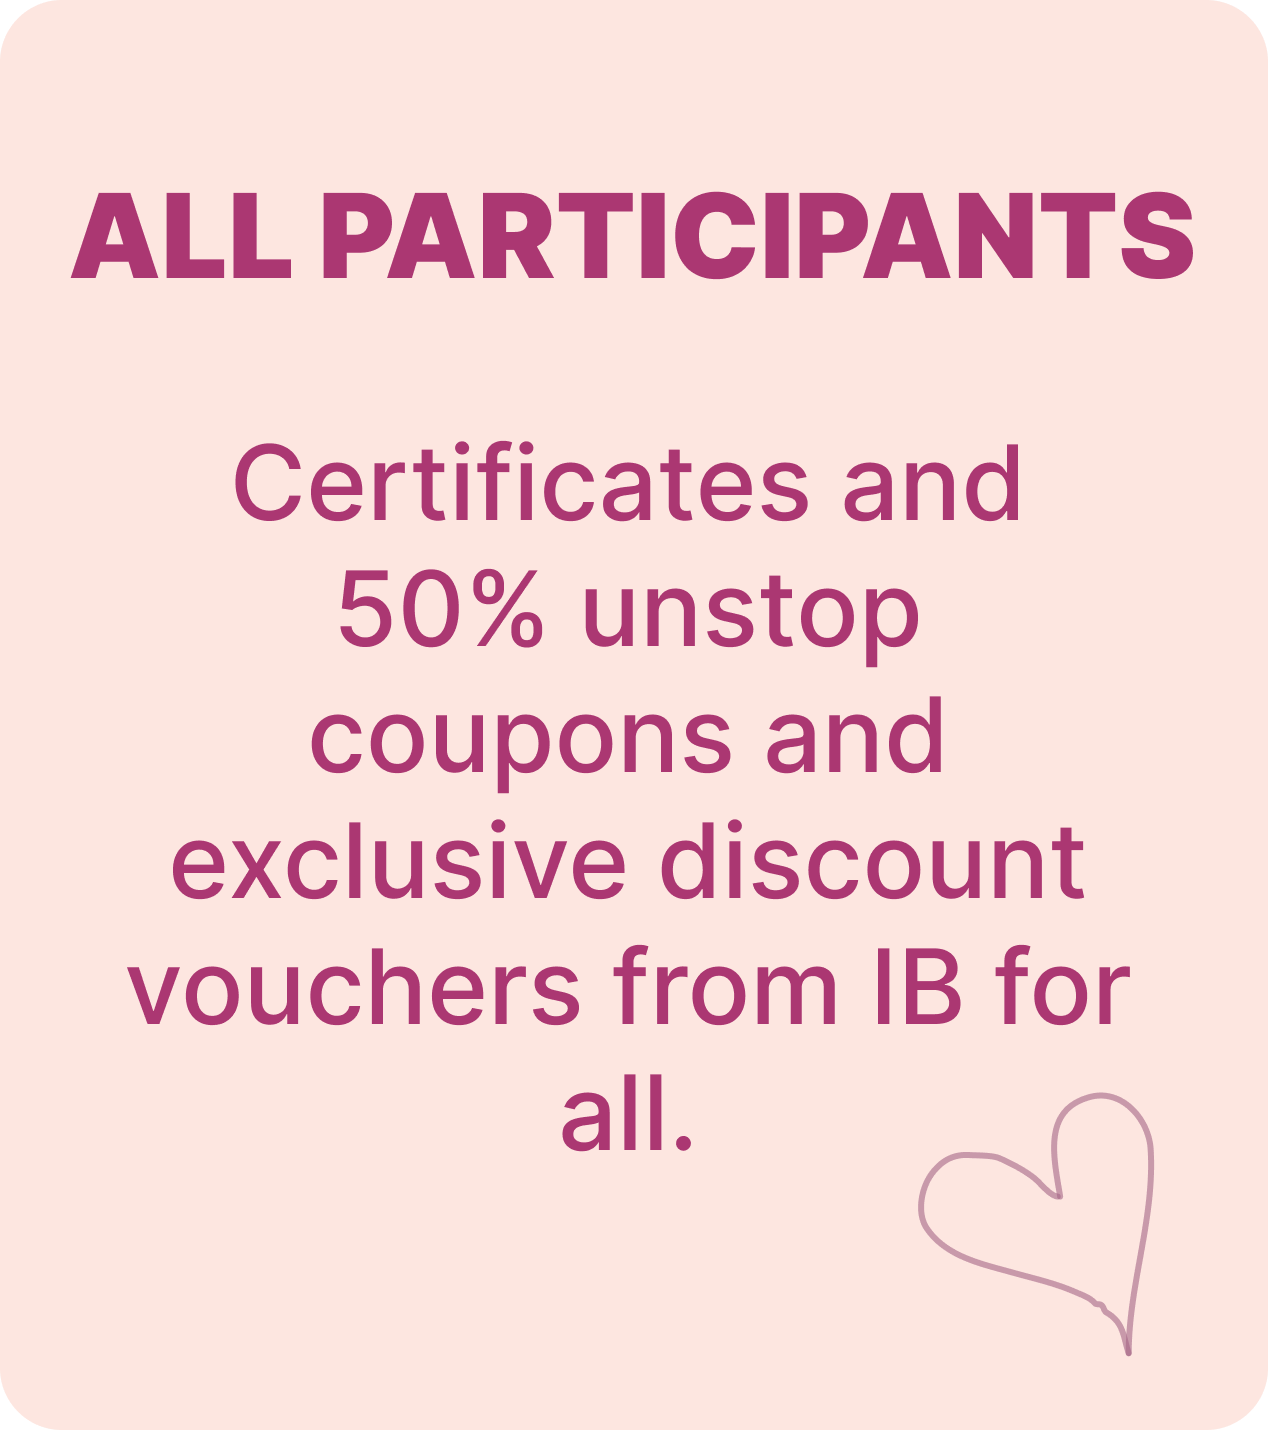 ALL PARTICIPANTS
Certificates and
50% unstop
coupons and
exclusive discount
vouchers from IB for
all.